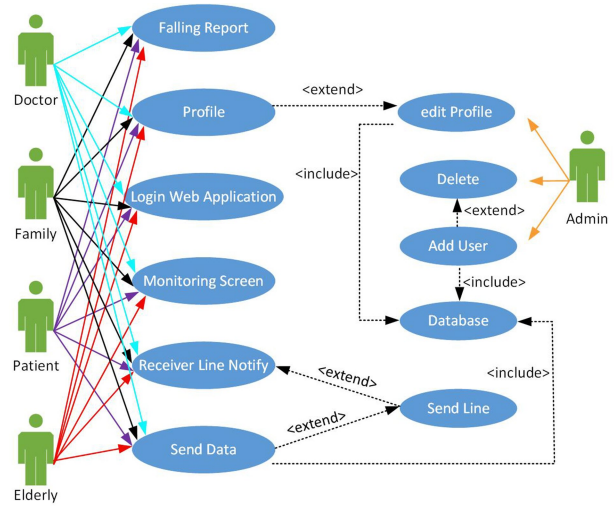 Falling Report
Doctor
<extend>
Profile
edit Profile
<include>
Delete
Login Web Application
<extend>
Admin
Family
Add User
<include>
Monitoring Screen
Database
Patient
Receiver Line Notify
<include>
<extend>
Send Line
<extend>
Send Data
Elderly